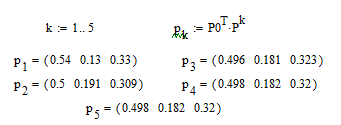 k := 1.. 5 p_k := P0^T·P^k
p_1 = (0.54 0.13 0.33) p_3 = (0.496 0.181 0.323)
p_2 = (0.5 0.191 0.309) p_4 = (0.498 0.182 0.32)
p_5 = (0.498 0.182 0.32)